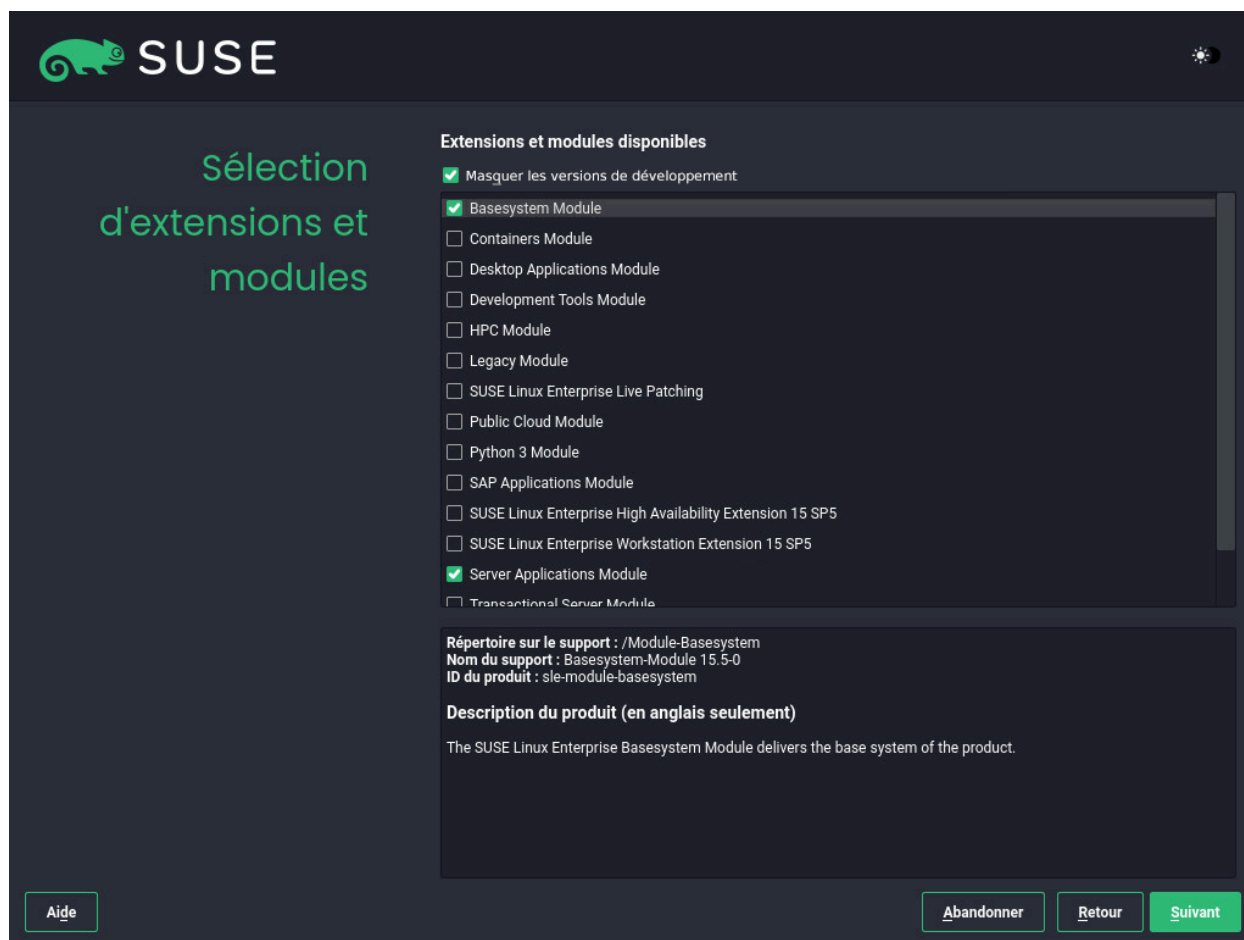 SUSE
Sélection
d'extensions et
modules
Extensions et modules disponibles
Masquer les versions de développement
Basesystem Module
Containers Module
Desktop Applications Module
Development Tools Module
HPC Module
Legacy Module
SUSE Linux Enterprise Live Patching
Public Cloud Module
Python 3 Module
SAP Applications Module
SUSE Linux Enterprise High Availability Extension 15 SP5
SUSE Linux Enterprise Workstation Extension 15 SP5
Server Applications Module
Transactional Server Module
Répertoire sur le support : /Module-Basesystem
Nom du support : Basesystem-Module 15.5-0
ID du produit : sle-module-basesystem
Description du produit (en anglais seulement)
The SUSE Linux Enterprise Basesystem Module delivers the base system of the product.
Aide
Abandonner
Retour
Suivant